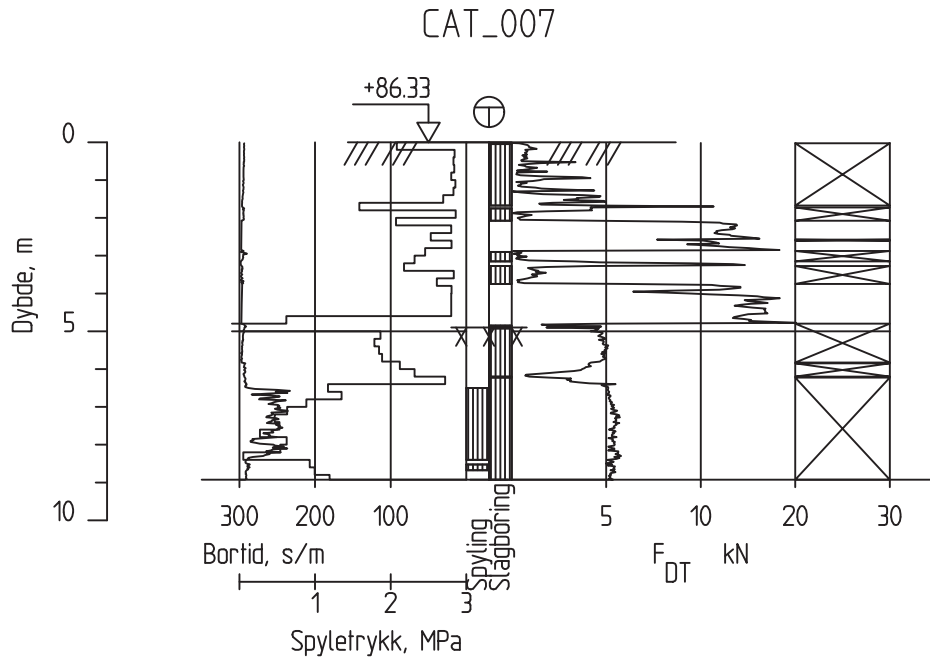 CAT_007
+86.33
0
5
10
Dybde, m
300 200 100 5 10 20 30
Bortid, s/m
Spyling
Slagboring
F DT kN
1 2 3
Spyletrykk, MPa